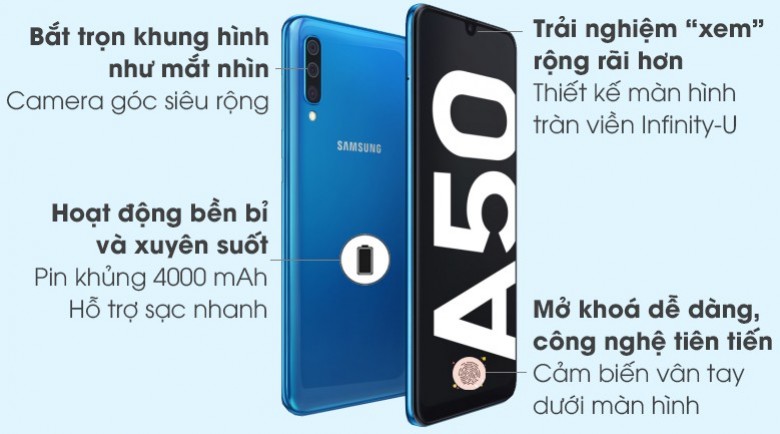 Bắt trọn khung hình
như mắt nhìn
Camera góc siêu rộng
Hoạt động bền bỉ
và xuyên suốt
Pin khủng 4000 mAh
Hỗ trợ sạc nhanh
SAMSUNG
A50
Trải nghiệm “xem”
rộng rãi hơn
Thiết kế màn hình
tràn viền Infinity-U
Mở khoá dễ dàng,
công nghệ tiên tiến
Cảm biến vân tay
dưới màn hình